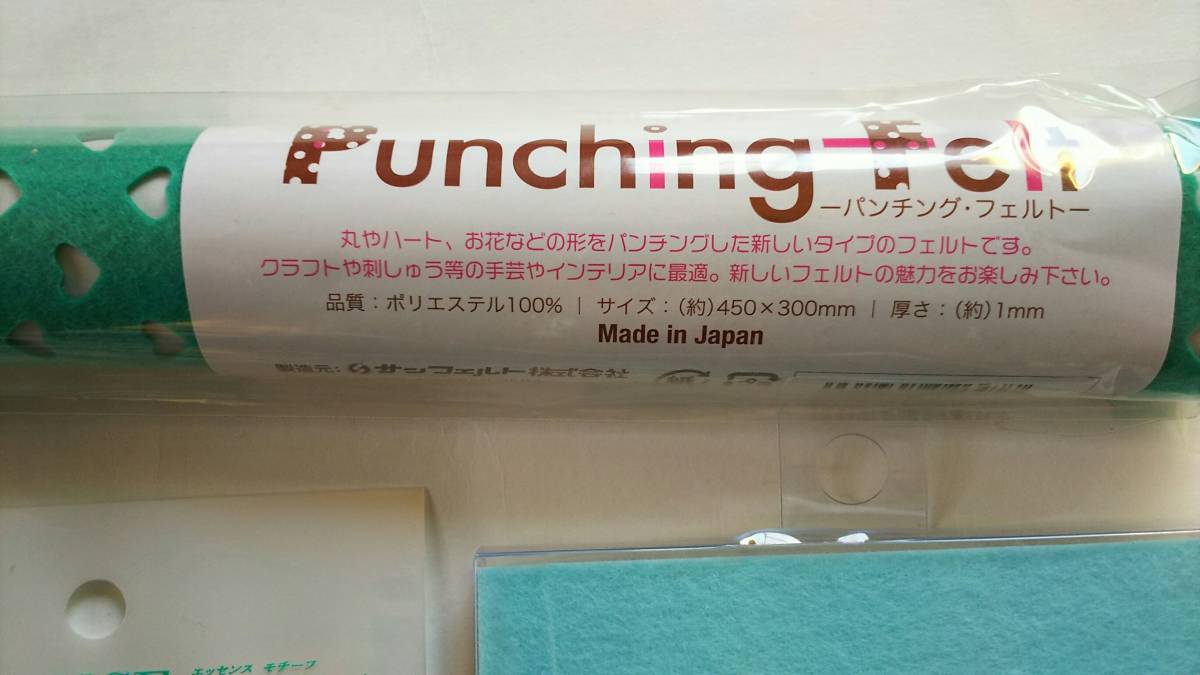 Punching Felt
ーパンチング・フェルトー
丸やハート、お花などの形をパンチングした新しいタイプのフェルトです。
クラフトや刺しゅう等の手芸やインテリアに最適。新しいフェルトの魅力をお楽しみ下さい。
品質：ポリエステル100% | サイズ：(約)450×300mm | 厚さ：(約)1mm
Made in Japan
製造元：サンフェルト株式会社
紙
エッセンス モチーフ